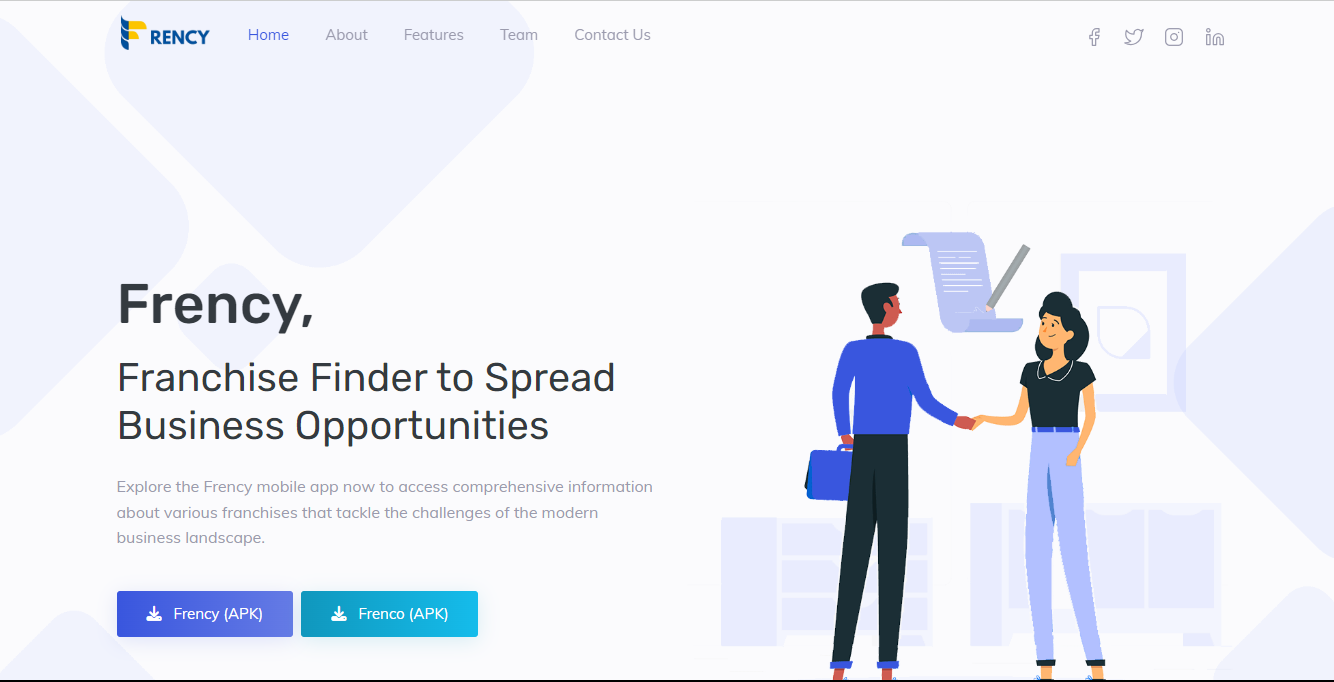 FRENCY
Home
About
Features
Team
Contact Us
Frency,
Franchise Finder to Spread
Business Opportunities
Explore the Frency mobile app now to access comprehensive information
about various franchises that tackle the challenges of the modern
business landscape.
Frency (APK)
Frenco (APK)